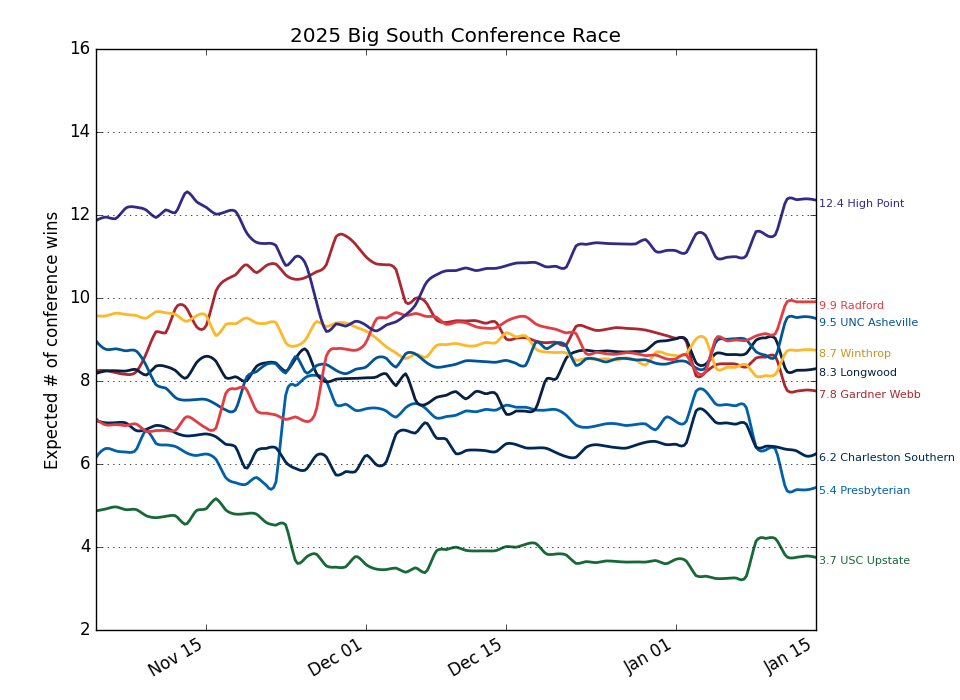 2025 Big South Conference Race
Expected # of conference wins
16
14
12
10
8
6
4
2
12.4 High Point
9.9 Radford
9.5 UNC Asheville
8.7 Winthrop
8.3 Longwood
7.8 Gardner Webb
6.2 Charleston Southern
5.4 Presbyterian
3.7 USC Upstate
Nov 15
Dec 01
Dec 15
Jan 01
Jan 15